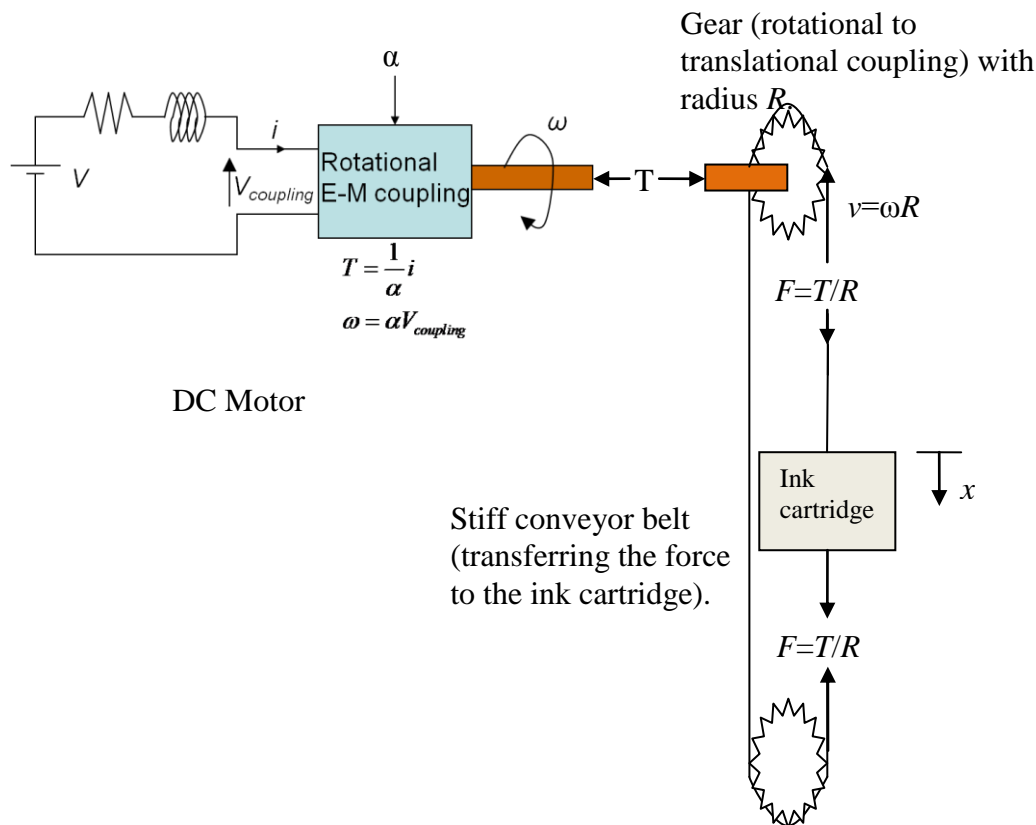 Gear (rotational to
translational coupling) with
radius R.
α
i
V
V_coupling
Rotational
E-M coupling
ω
T
v=ωR
T = 1/α i
ω = αV_coupling
F=T/R
DC Motor
Ink
cartridge
x
Stiff conveyor belt
(transferring the force
to the ink cartridge).
F=T/R